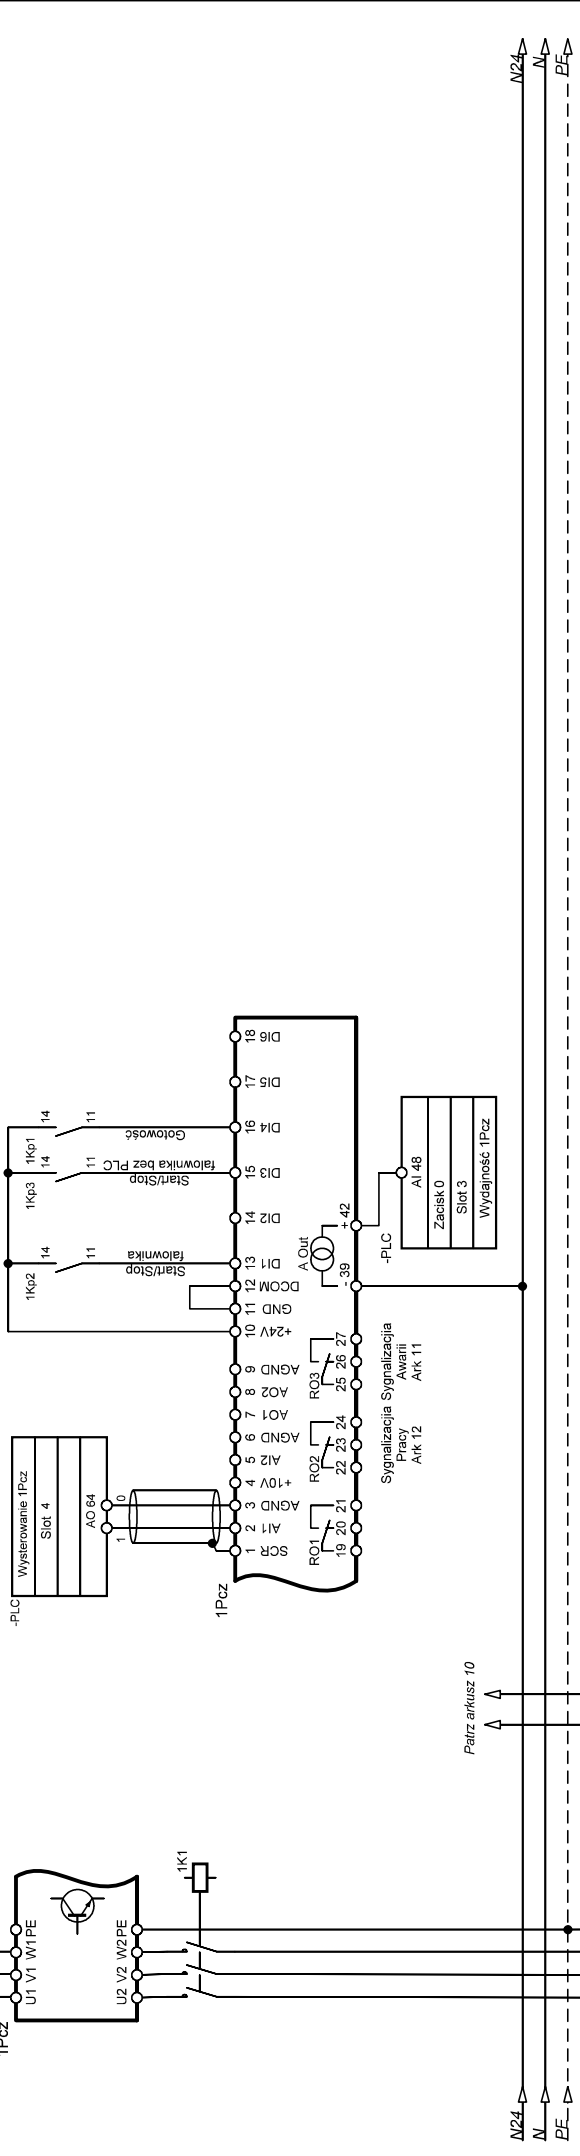 N24
N
PE
1Kp1
14
11
Gotowość
1Kp3
14
11
Start/Stop
falownika bez PLC
1Kp2
14
11
Start/Stop
falownika
18 DI6
17 DI5
16 DI4
15 DI3
14 DI2
13 DI1
12 DCOM
11 GND
10 +24V
9 AGND
8 AO2
7 AO1
6 AGND
5 AI2
4 +10V
3 AGND
2 AI1
1 SCR
1Pcz
A Out
+ 42
- 39
-PLC
AI 48
Zacisk 0
Slot 3
Wydajność 1Pcz
RO3
25 26 27
Sygnalizacjia
Awarii
Ark 11
RO2
22 23 24
Sygnalizacjia
Pracy
Ark 12
RO1
19 20 21
-PLC
Wysterowanie 1Pcz
Slot 4
AO 64
1
0
Patrz arkusz 10
1Pcz
U1 V1 W1 PE
U2 V2 W2 PE
1K1
N24
N
PE